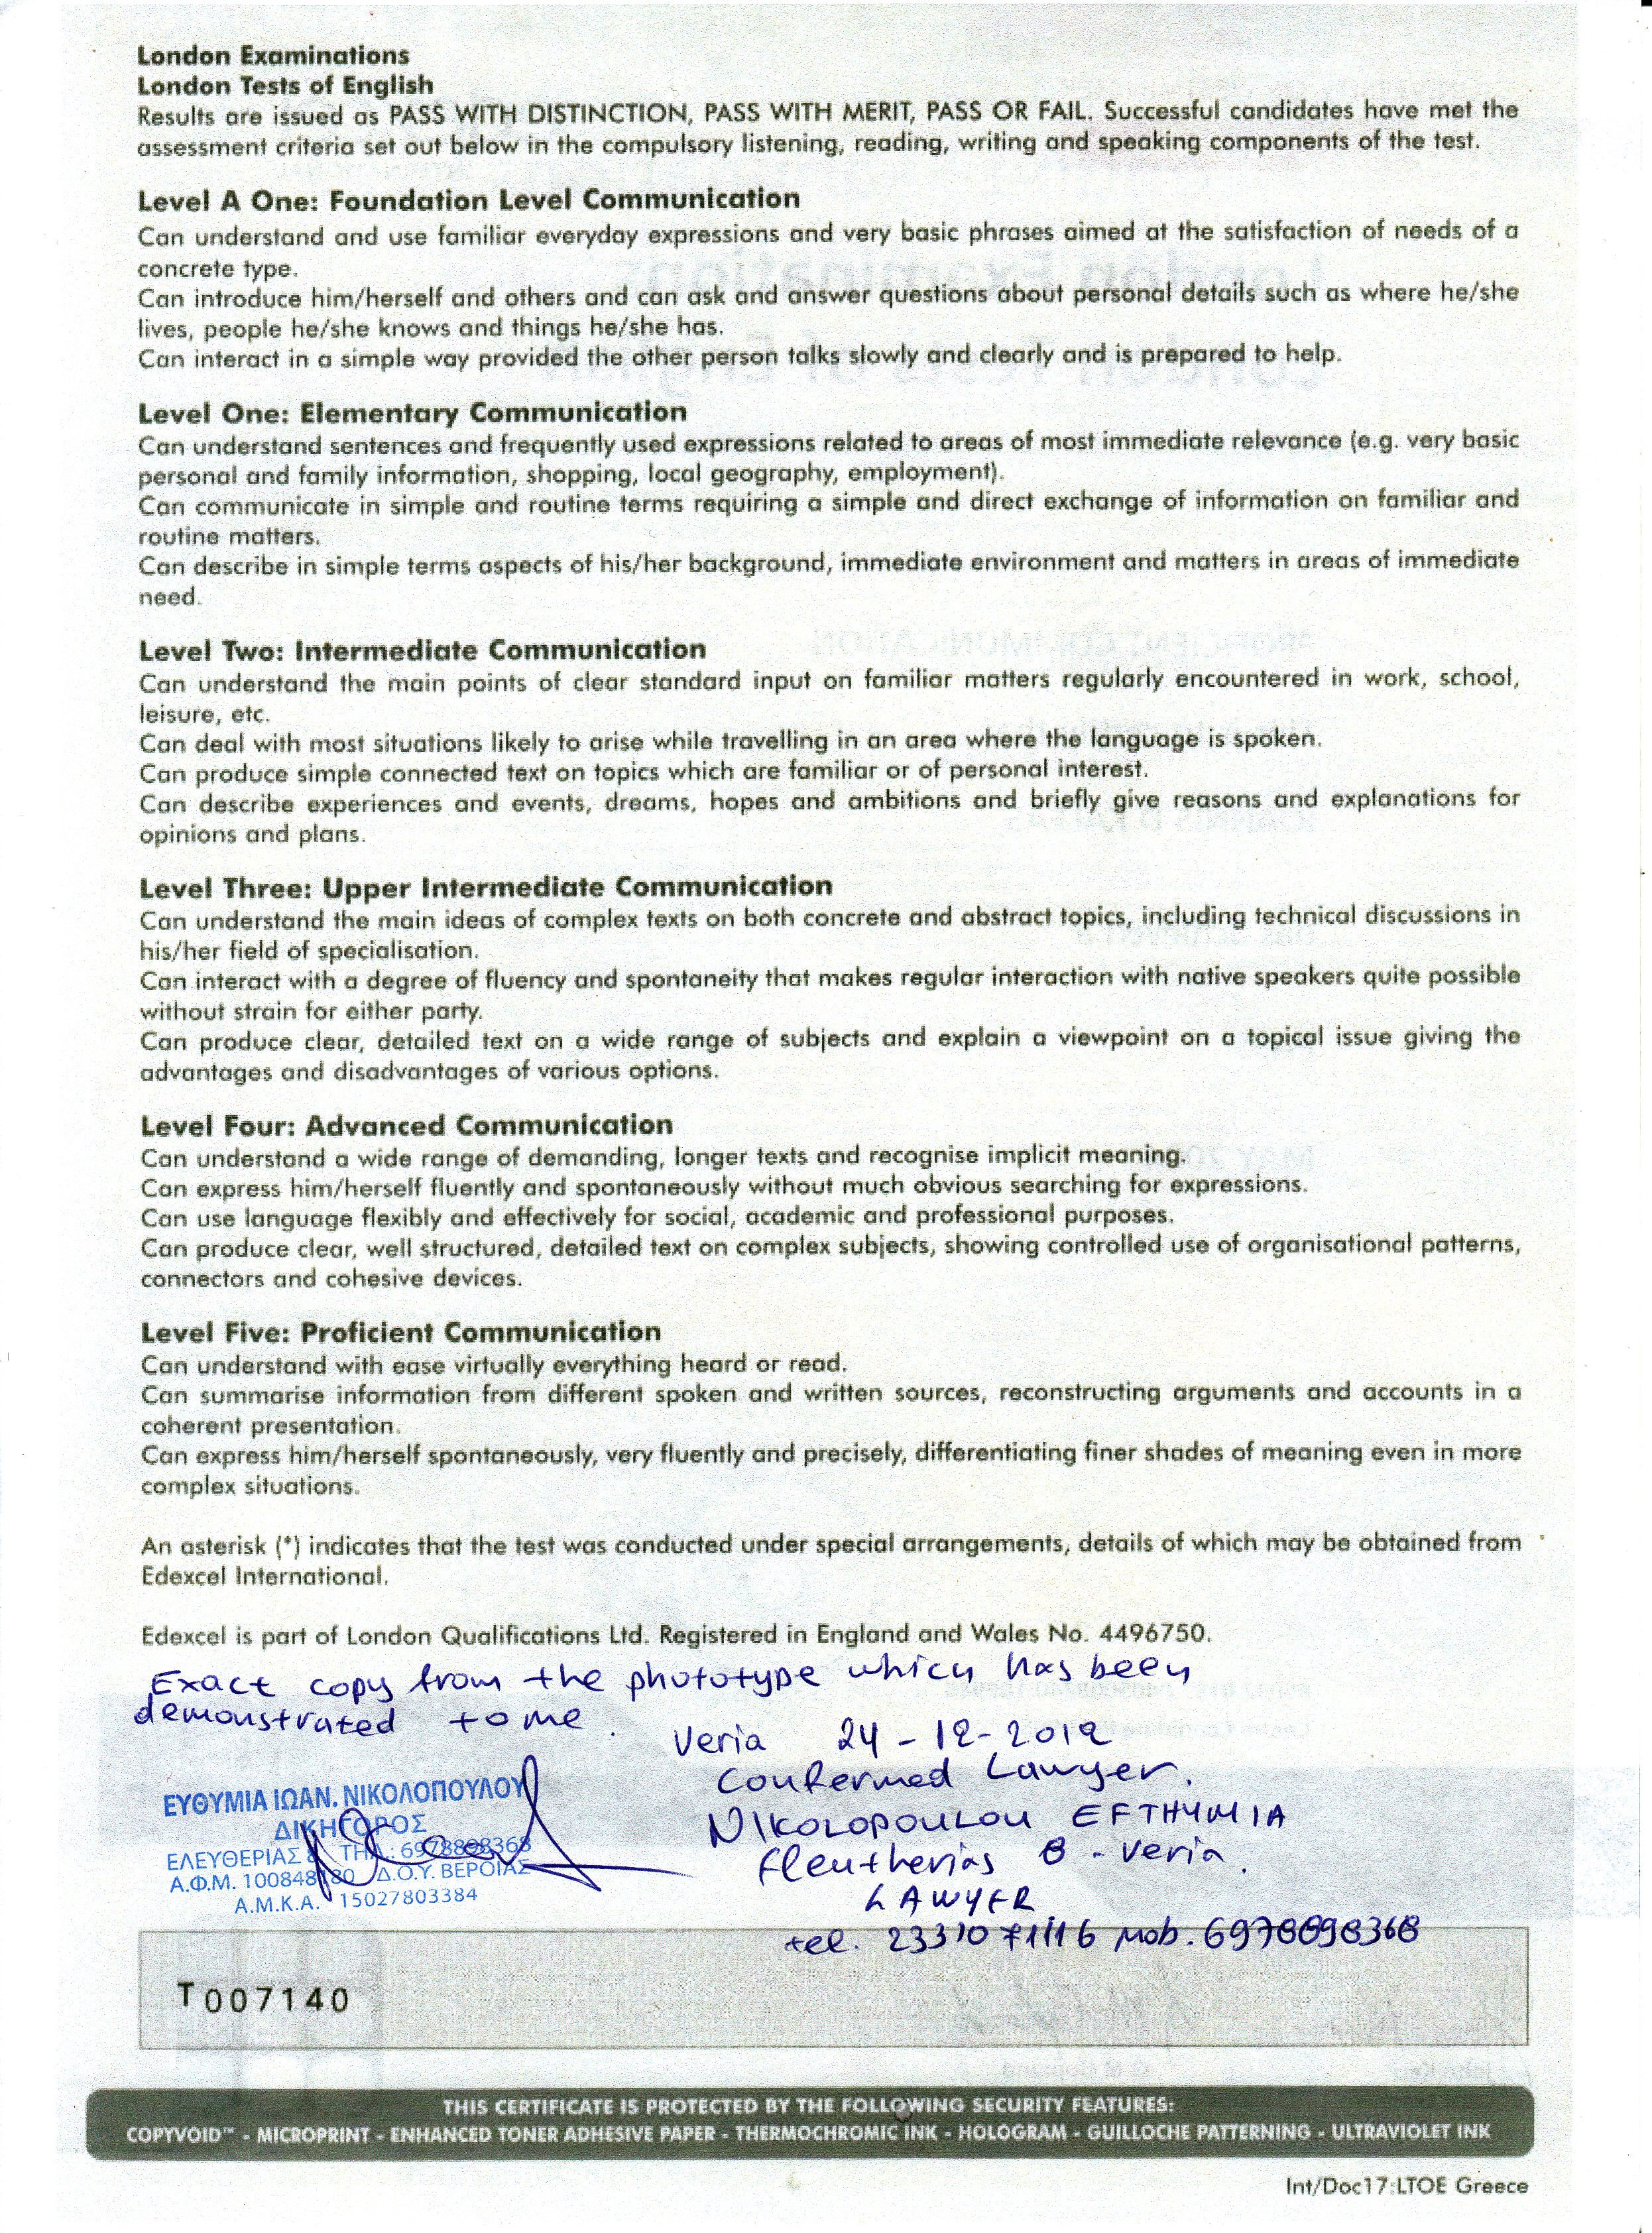 London Examinations
London Tests of English
Results are issued as PASS WITH DISTINCTION, PASS WITH MERIT, PASS OR FAIL. Successful candidates have met the
assessment criteria set out below in the compulsory listening, reading, writing and speaking components of the test.
Level A One: Foundation Level Communication
Can understand and use familiar everyday expressions and very basic phrases aimed at the satisfaction of needs of a
concrete type.
Can introduce him/herself and others and can ask and answer questions about personal details such as where he/she
lives, people he/she knows and things he/she has.
Can interact in a simple way provided the other person talks slowly and clearly and is prepared to help.
Level One: Elementary Communication
Can understand sentences and frequently used expressions related to areas of most immediate relevance (e.g. very basic
personal and family information, shopping, local geography, employment).
Can communicate in simple and routine terms requiring a simple and direct exchange of information on familiar and
routine matters.
Can describe in simple terms aspects of his/her background, immediate environment and matters in areas of immediate
need.
Level Two: Intermediate Communication
Can understand the main points of clear standard input on familiar matters regularly encountered in work, school,
leisure, etc.
Can deal with most situations likely to arise while travelling in an area where the language is spoken.
Can produce simple connected text on topics which are familiar or of personal interest.
Can describe experiences and events, dreams, hopes and ambitions and briefly give reasons and explanations for
opinions and plans.
Level Three: Upper Intermediate Communication
Can understand the main ideas of complex texts on both concrete and abstract topics, including technical discussions in
his/her field of specialisation.
Can interact with a degree of fluency and spontaneity that makes regular interaction with native speakers quite possible
without strain for either party.
Can produce clear, detailed text on a wide range of subjects and explain a viewpoint on a topical issue giving the
advantages and disadvantages of various options.
Level Four: Advanced Communication
Can understand a wide range of demanding, longer texts and recognise implicit meaning.
Can express him/herself fluently and spontaneously without much obvious searching for expressions.
Can use language flexibly and effectively for social, academic and professional purposes.
Can produce clear, well structured, detailed text on complex subjects, showing controlled use of organisational patterns,
connectors and cohesive devices.
Level Five: Proficient Communication
Can understand with ease virtually everything heard or read.
Can summarise information from different spoken and written sources, reconstructing arguments and accounts in a
coherent presentation.
Can express him/herself spontaneously, very fluently and precisely, differentiating finer shades of meaning even in more
complex situations.
An asterisk (*) indicates that the test was conducted under special arrangements, details of which may be obtained from
Edexcel International.
Edexcel is part of London Qualifications Ltd. Registered in England and Wales No. 4496750.
Exact copy from the phototype which has been
demonstrated to me.
Veria 24-12-2012
Confermed Lawyer.
NIKOLOPOULOU EFTHYMIA
Eleutherias 8 - Veria.
LAWYER
tel. 23310 71116 mob. 6978898368
ΕΥΘΥΜΙΑ ΙΩΑΝ. ΝΙΚΟΛΟΠΟΥΛΟΥ
ΔΙΚΗΓΟΡΟΣ
ΕΛΕΥΘΕΡΙΑΣ 8 ΤΗΛ.: 6978898368
Α.Φ.Μ. Δ.Ο.Υ. ΒΕΡΟΙΑΣ
Α.Μ.Κ.Α. 15027803384
T007140
THIS CERTIFICATE IS PROTECTED BY THE FOLLOWING SECURITY FEATURES:
COPYVOID™ - MICROPRINT - ENHANCED TONER ADHESIVE PAPER - THERMOCHROMIC INK - HOLOGRAM - GUILLOCHE PATTERNING - ULTRAVIOLET INK
Int/Doc17:LTOE Greece